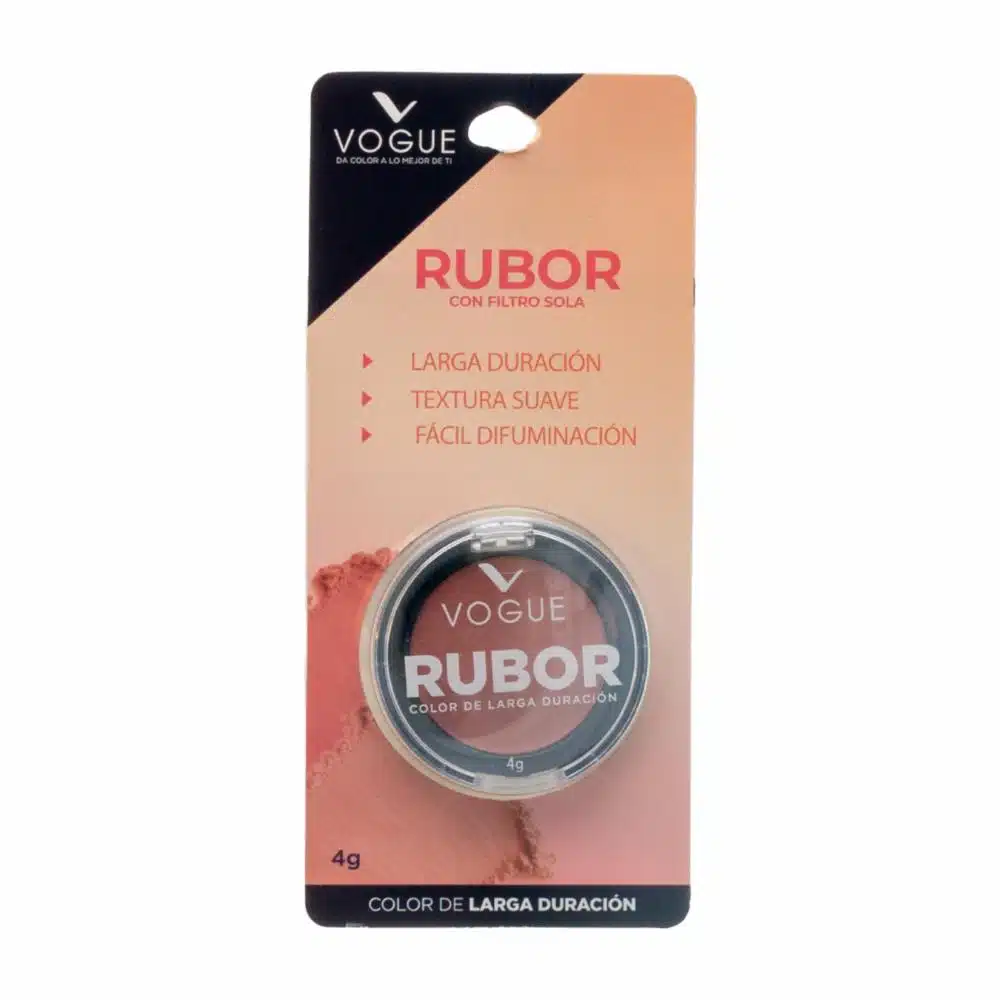 VOGUE
DA COLOR A LO MEJOR DE TI
RUBOR
CON FILTRO SOLA
LARGA DURACIÓN
TEXTURA SUAVE
FÁCIL DIFUMINACIÓN
VOGUE
RUBOR
COLOR DE LARGA DURACIÓN
4g
4g
COLOR DE LARGA DURACIÓN